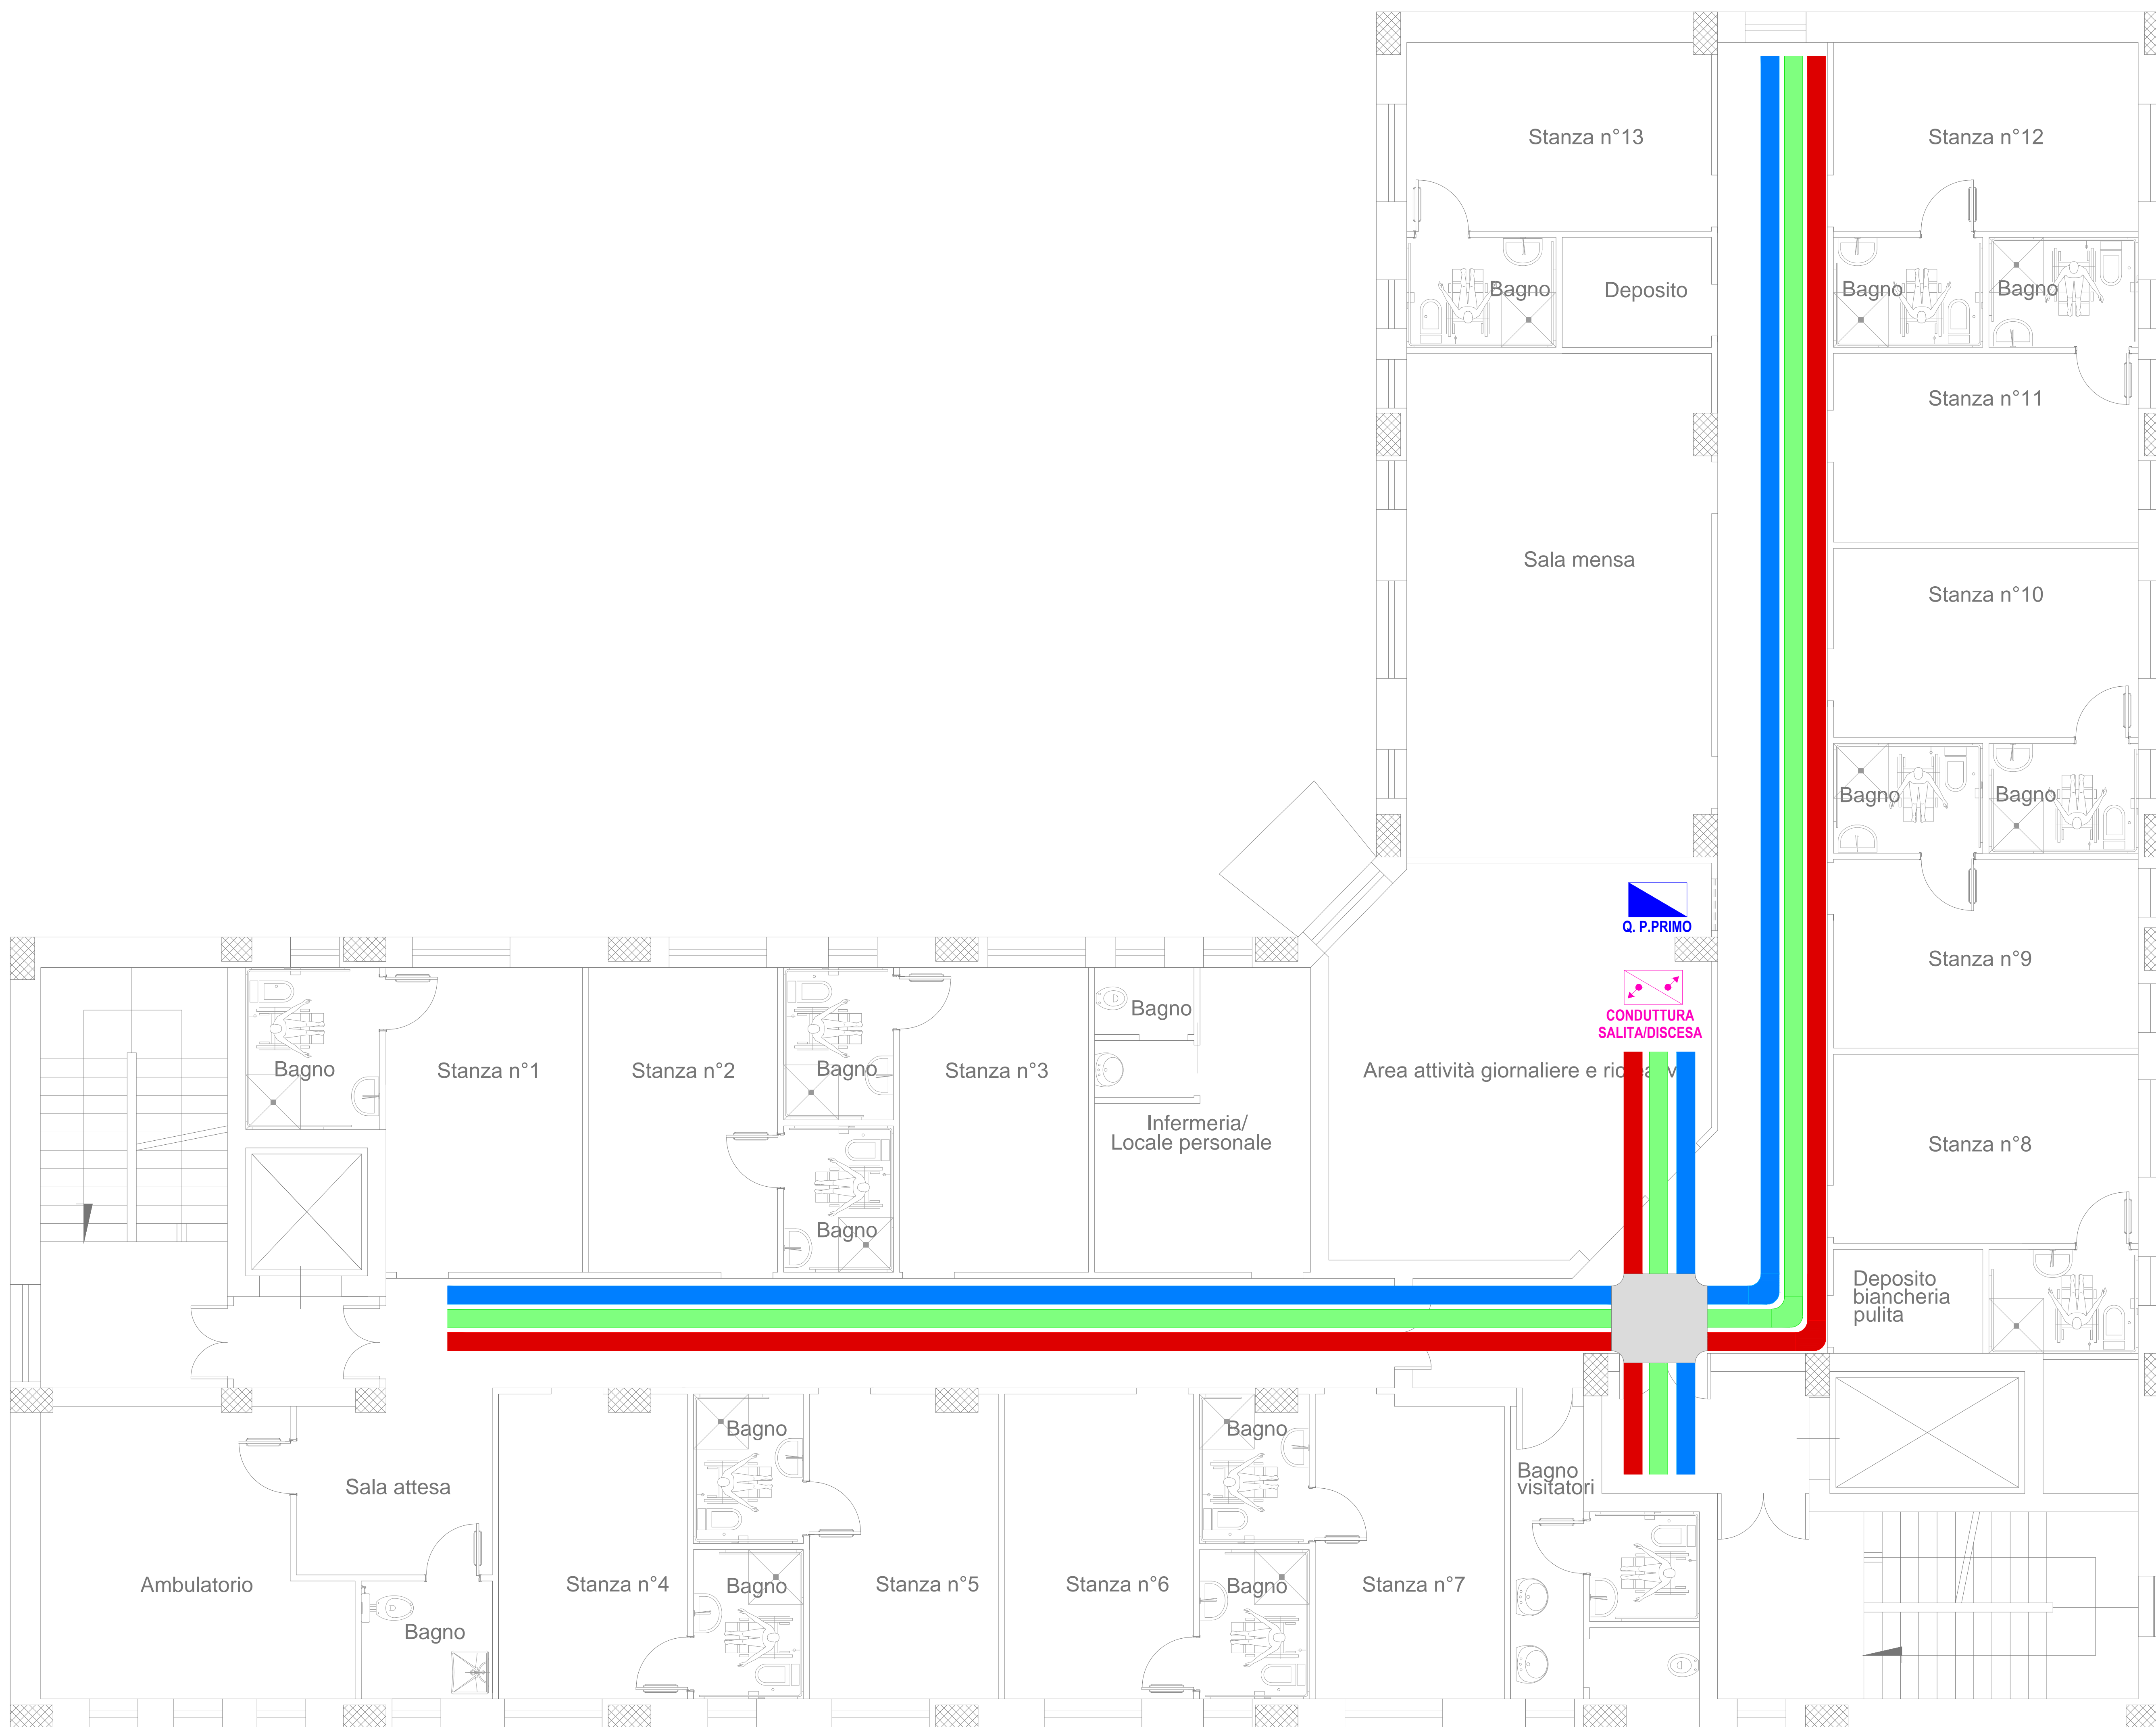 Stanza n°13
Stanza n°12
Bagno
Deposito
Bagno
Bagno
Stanza n°11
Sala mensa
Stanza n°10
Bagno
Bagno
Q. P.PRIMO
Stanza n°9
CONDUTTURA
SALITA/DISCESA
Bagno
Bagno
Stanza n°1
Stanza n°2
Bagno
Stanza n°3
Area attività giornaliere e
Infermeria/
Locale personale
Stanza n°8
Bagno
Deposito
biancheria
pulita
Bagno
Bagno
Sala attesa
Bagno
visitatori
Ambulatorio
Stanza n°4
Bagno
Stanza n°5
Stanza n°6
Bagno
Stanza n°7
Bagno